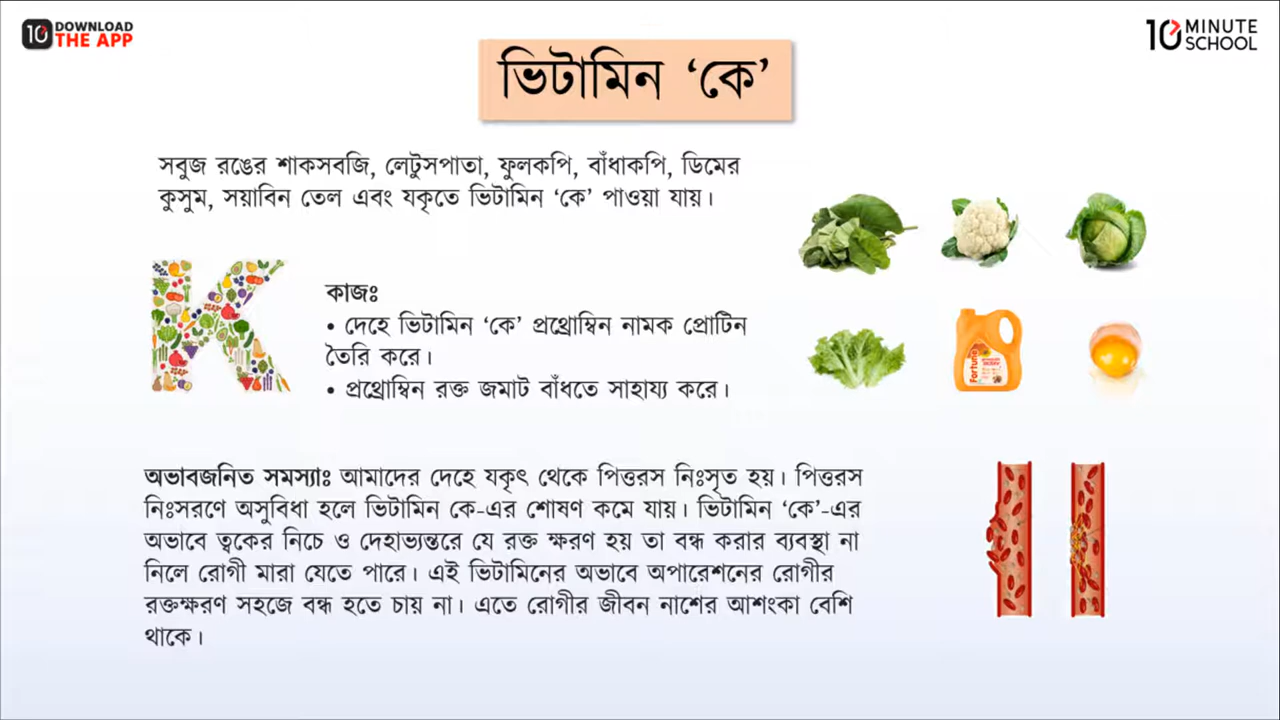 10 DOWNLOAD
THE APP
10 MINUTE
SCHOOL
ভিটামিন ‘কে’
সবুজ রঙের শাকসবজি, লেটুসপাতা, ফুলকপি, বাঁধাকপি, ডিমের
কুসুম, সয়াবিন তেল এবং যকৃতে ভিটামিন ‘কে’ পাওয়া যায়।
K
কাজঃ
• দেহে ভিটামিন ‘কে’ প্রথ্রোম্বিন নামক প্রোটিন
তৈরি করে।
• প্রথ্রোম্বিন রক্ত জমাট বাঁধতে সাহায্য করে।
Fortune
অভাবজনিত সমস্যাঃ আমাদের দেহে যকৃৎ থেকে পিত্তরস নিঃসৃত হয়। পিত্তরস
নিঃসরণে অসুবিধা হলে ভিটামিন কে-এর শোষণ কমে যায়। ভিটামিন ‘কে’-এর
অভাবে ত্বকের নিচে ও দেহাভ্যন্তরে যে রক্ত ক্ষরণ হয় তা বন্ধ করার ব্যবস্থা না
নিলে রোগী মারা যেতে পারে। এই ভিটামিনের অভাবে অপারেশনের রোগীর
রক্তক্ষরণ সহজে বন্ধ হতে চায় না। এতে রোগীর জীবন নাশের আশংকা বেশি
থাকে।